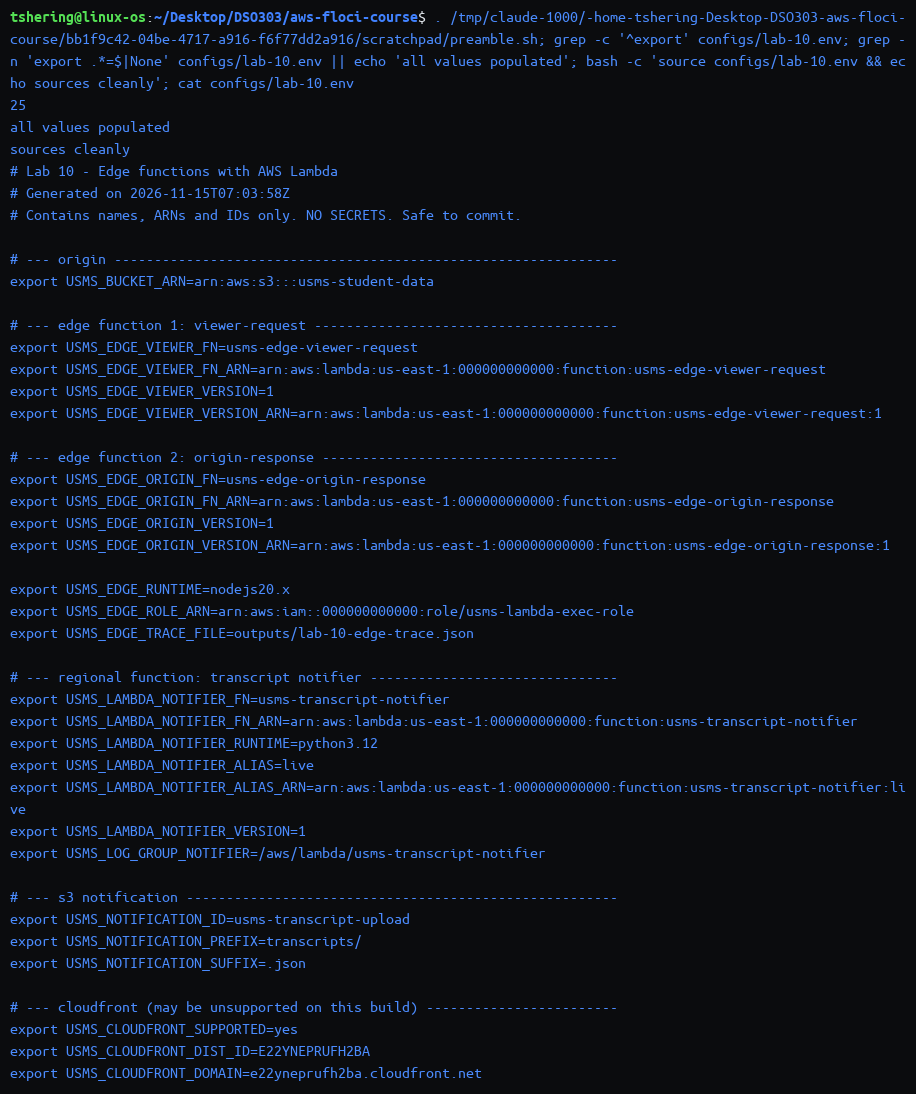 tshering@linux-os:~/Desktop/DSO303/aws-floci-course$ . /tmp/claude-1000/-home-tshering-Desktop-DSO303-aws-floci-
course/bb1f9c42-04be-4717-a916-f6f77dd2a916/scratchpad/preamble.sh; grep -c '^export' configs/lab-10.env; grep -
n 'export .*=$|None' configs/lab-10.env || echo 'all values populated'; bash -c 'source configs/lab-10.env && ec
ho sources cleanly'; cat configs/lab-10.env
25
all values populated
sources cleanly
# Lab 10 - Edge functions with AWS Lambda
# Generated on 2026-11-15T07:03:58Z
# Contains names, ARNs and IDs only. NO SECRETS. Safe to commit.

# --- origin ---------------------------------------------------------------
export USMS_BUCKET_ARN=arn:aws:s3:::usms-student-data

# --- edge function 1: viewer-request --------------------------------------
export USMS_EDGE_VIEWER_FN=usms-edge-viewer-request
export USMS_EDGE_VIEWER_FN_ARN=arn:aws:lambda:us-east-1:000000000000:function:usms-edge-viewer-request
export USMS_EDGE_VIEWER_VERSION=1
export USMS_EDGE_VIEWER_VERSION_ARN=arn:aws:lambda:us-east-1:000000000000:function:usms-edge-viewer-request:1

# --- edge function 2: origin-response -------------------------------------
export USMS_EDGE_ORIGIN_FN=usms-edge-origin-response
export USMS_EDGE_ORIGIN_FN_ARN=arn:aws:lambda:us-east-1:000000000000:function:usms-edge-origin-response
export USMS_EDGE_ORIGIN_VERSION=1
export USMS_EDGE_ORIGIN_VERSION_ARN=arn:aws:lambda:us-east-1:000000000000:function:usms-edge-origin-response:1

export USMS_EDGE_RUNTIME=nodejs20.x
export USMS_EDGE_ROLE_ARN=arn:aws:iam::000000000000:role/usms-lambda-exec-role
export USMS_EDGE_TRACE_FILE=outputs/lab-10-edge-trace.json

# --- regional function: transcript notifier -------------------------------
export USMS_LAMBDA_NOTIFIER_FN=usms-transcript-notifier
export USMS_LAMBDA_NOTIFIER_FN_ARN=arn:aws:lambda:us-east-1:000000000000:function:usms-transcript-notifier
export USMS_LAMBDA_NOTIFIER_RUNTIME=python3.12
export USMS_LAMBDA_NOTIFIER_ALIAS=live
export USMS_LAMBDA_NOTIFIER_ALIAS_ARN=arn:aws:lambda:us-east-1:000000000000:function:usms-transcript-notifier:li
ve
export USMS_LAMBDA_NOTIFIER_VERSION=1
export USMS_LOG_GROUP_NOTIFIER=/aws/lambda/usms-transcript-notifier

# --- s3 notification ------------------------------------------------------
export USMS_NOTIFICATION_ID=usms-transcript-upload
export USMS_NOTIFICATION_PREFIX=transcripts/
export USMS_NOTIFICATION_SUFFIX=.json

# --- cloudfront (may be unsupported on this build) ------------------------
export USMS_CLOUDFRONT_SUPPORTED=yes
export USMS_CLOUDFRONT_DIST_ID=E22YNEPRUFH2BA
export USMS_CLOUDFRONT_DOMAIN=e22yneprufh2ba.cloudfront.net